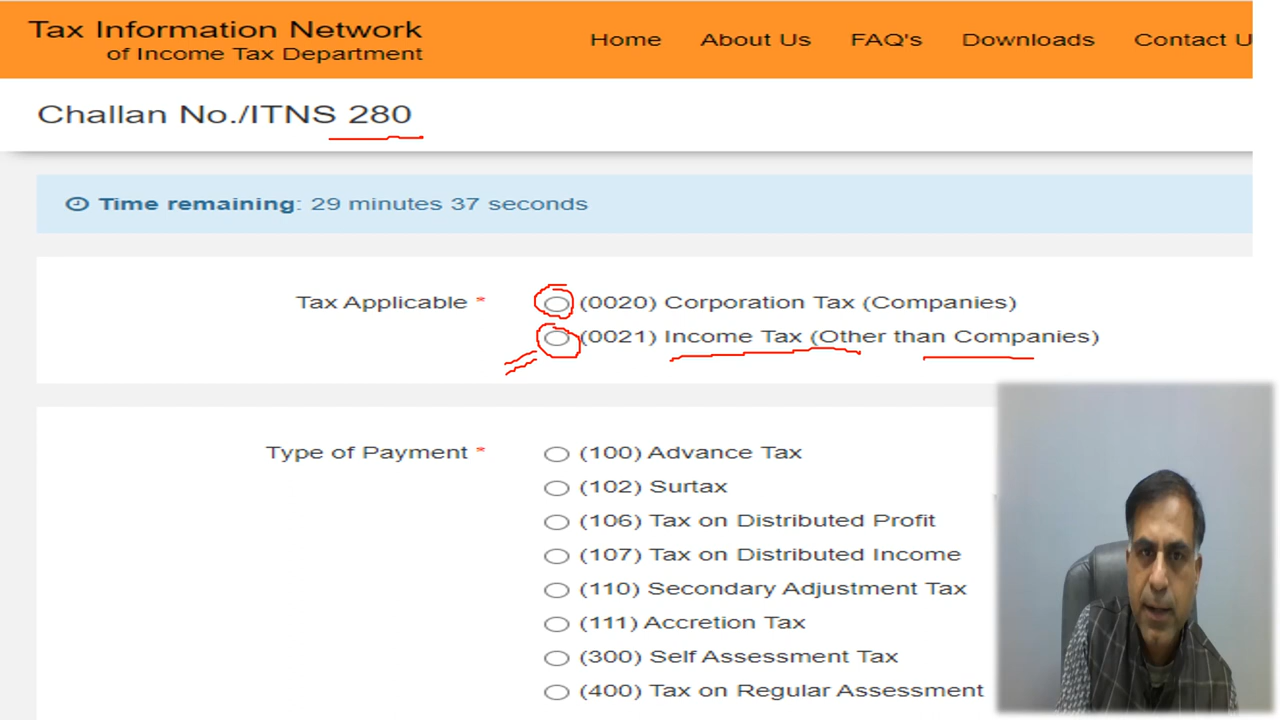 Tax Information Network
of Income Tax Department
Home About Us FAQ's Downloads Contact U
Challan No./ITNS 280
Time remaining: 29 minutes 37 seconds
Tax Applicable * (0020) Corporation Tax (Companies)
(0021) Income Tax (Other than Companies)
Type of Payment * (100) Advance Tax
(102) Surtax
(106) Tax on Distributed Profit
(107) Tax on Distributed Income
(110) Secondary Adjustment Tax
(111) Accretion Tax
(300) Self Assessment Tax
(400) Tax on Regular Assessment